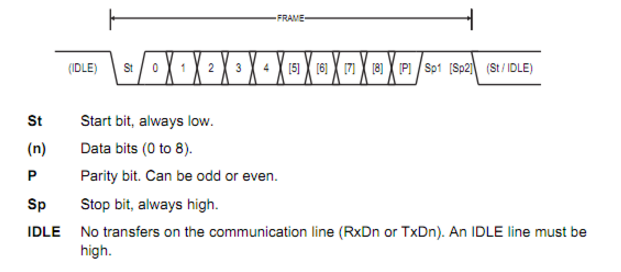 FRAME
(IDLE) St 0 1 2 3 4 [5] [6] [7] [8] [P] Sp1 [Sp2] (St / IDLE)
St Start bit, always low.
(n) Data bits (0 to 8).
P Parity bit. Can be odd or even.
Sp Stop bit, always high.
IDLE No transfers on the communication line (RxDn or TxDn). An IDLE line must be
high.